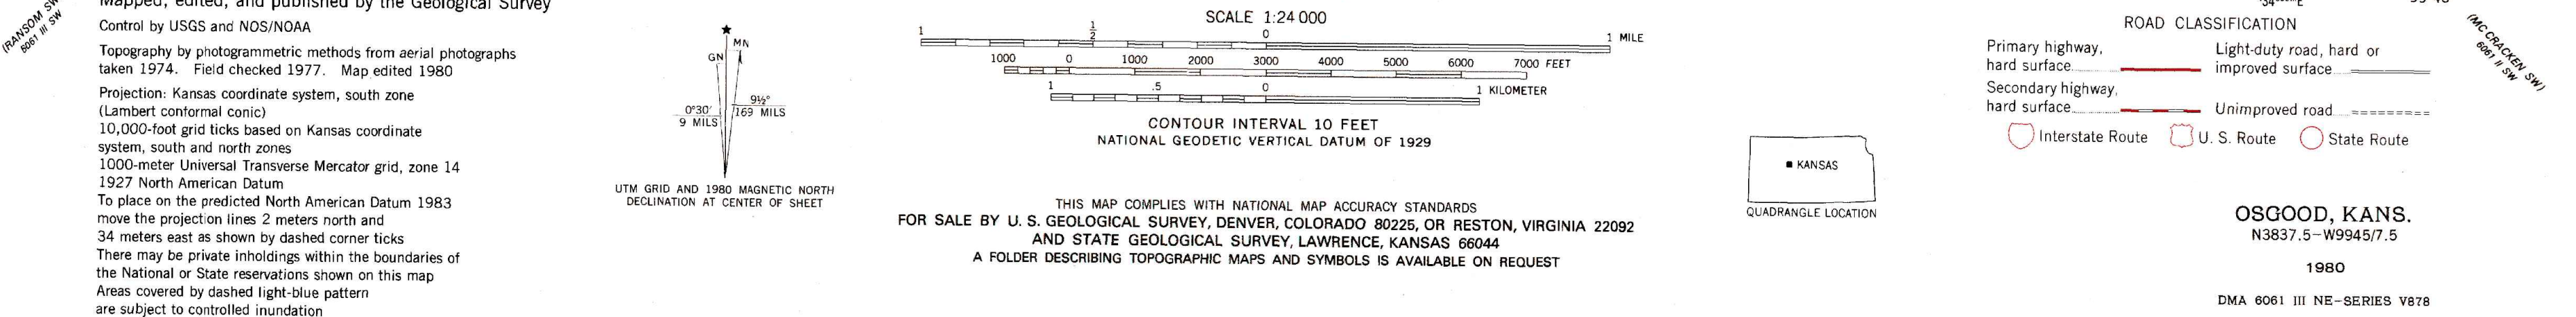 (RANSOM SW)
6061 III SW
Mapped, edited, and published by the Geological Survey
Control by USGS and NOS/NOAA
Topography by photogrammetric methods from aerial photographs
taken 1974. Field checked 1977. Map edited 1980
Projection: Kansas coordinate system, south zone
(Lambert conformal conic)
10,000-foot grid ticks based on Kansas coordinate
system, south and north zones
1000-meter Universal Transverse Mercator grid, zone 14
1927 North American Datum
To place on the predicted North American Datum 1983
move the projection lines 2 meters north and
34 meters east as shown by dashed corner ticks
There may be private inholdings within the boundaries of
the National or State reservations shown on this map
Areas covered by dashed light-blue pattern
are subject to controlled inundation
MN
GN
0°30′
9 MILS
9½°
169 MILS
UTM GRID AND 1980 MAGNETIC NORTH
DECLINATION AT CENTER OF SHEET
SCALE 1:24 000
1 ½ 0 1 MILE
1000 0 1000 2000 3000 4000 5000 6000 7000 FEET
1 .5 0 1 KILOMETER
CONTOUR INTERVAL 10 FEET
NATIONAL GEODETIC VERTICAL DATUM OF 1929
THIS MAP COMPLIES WITH NATIONAL MAP ACCURACY STANDARDS
FOR SALE BY U. S. GEOLOGICAL SURVEY, DENVER, COLORADO 80225, OR RESTON, VIRGINIA 22092
AND STATE GEOLOGICAL SURVEY, LAWRENCE, KANSAS 66044
A FOLDER DESCRIBING TOPOGRAPHIC MAPS AND SYMBOLS IS AVAILABLE ON REQUEST
KANSAS
QUADRANGLE LOCATION
ROAD CLASSIFICATION
Primary highway,
hard surface
Light-duty road, hard or
improved surface
Secondary highway,
hard surface
Unimproved road
Interstate Route U. S. Route State Route
(MC CRACKEN SW)
6061 II SW
OSGOOD, KANS.
N3837.5—W9945/7.5
1980
DMA 6061 III NE—SERIES V878